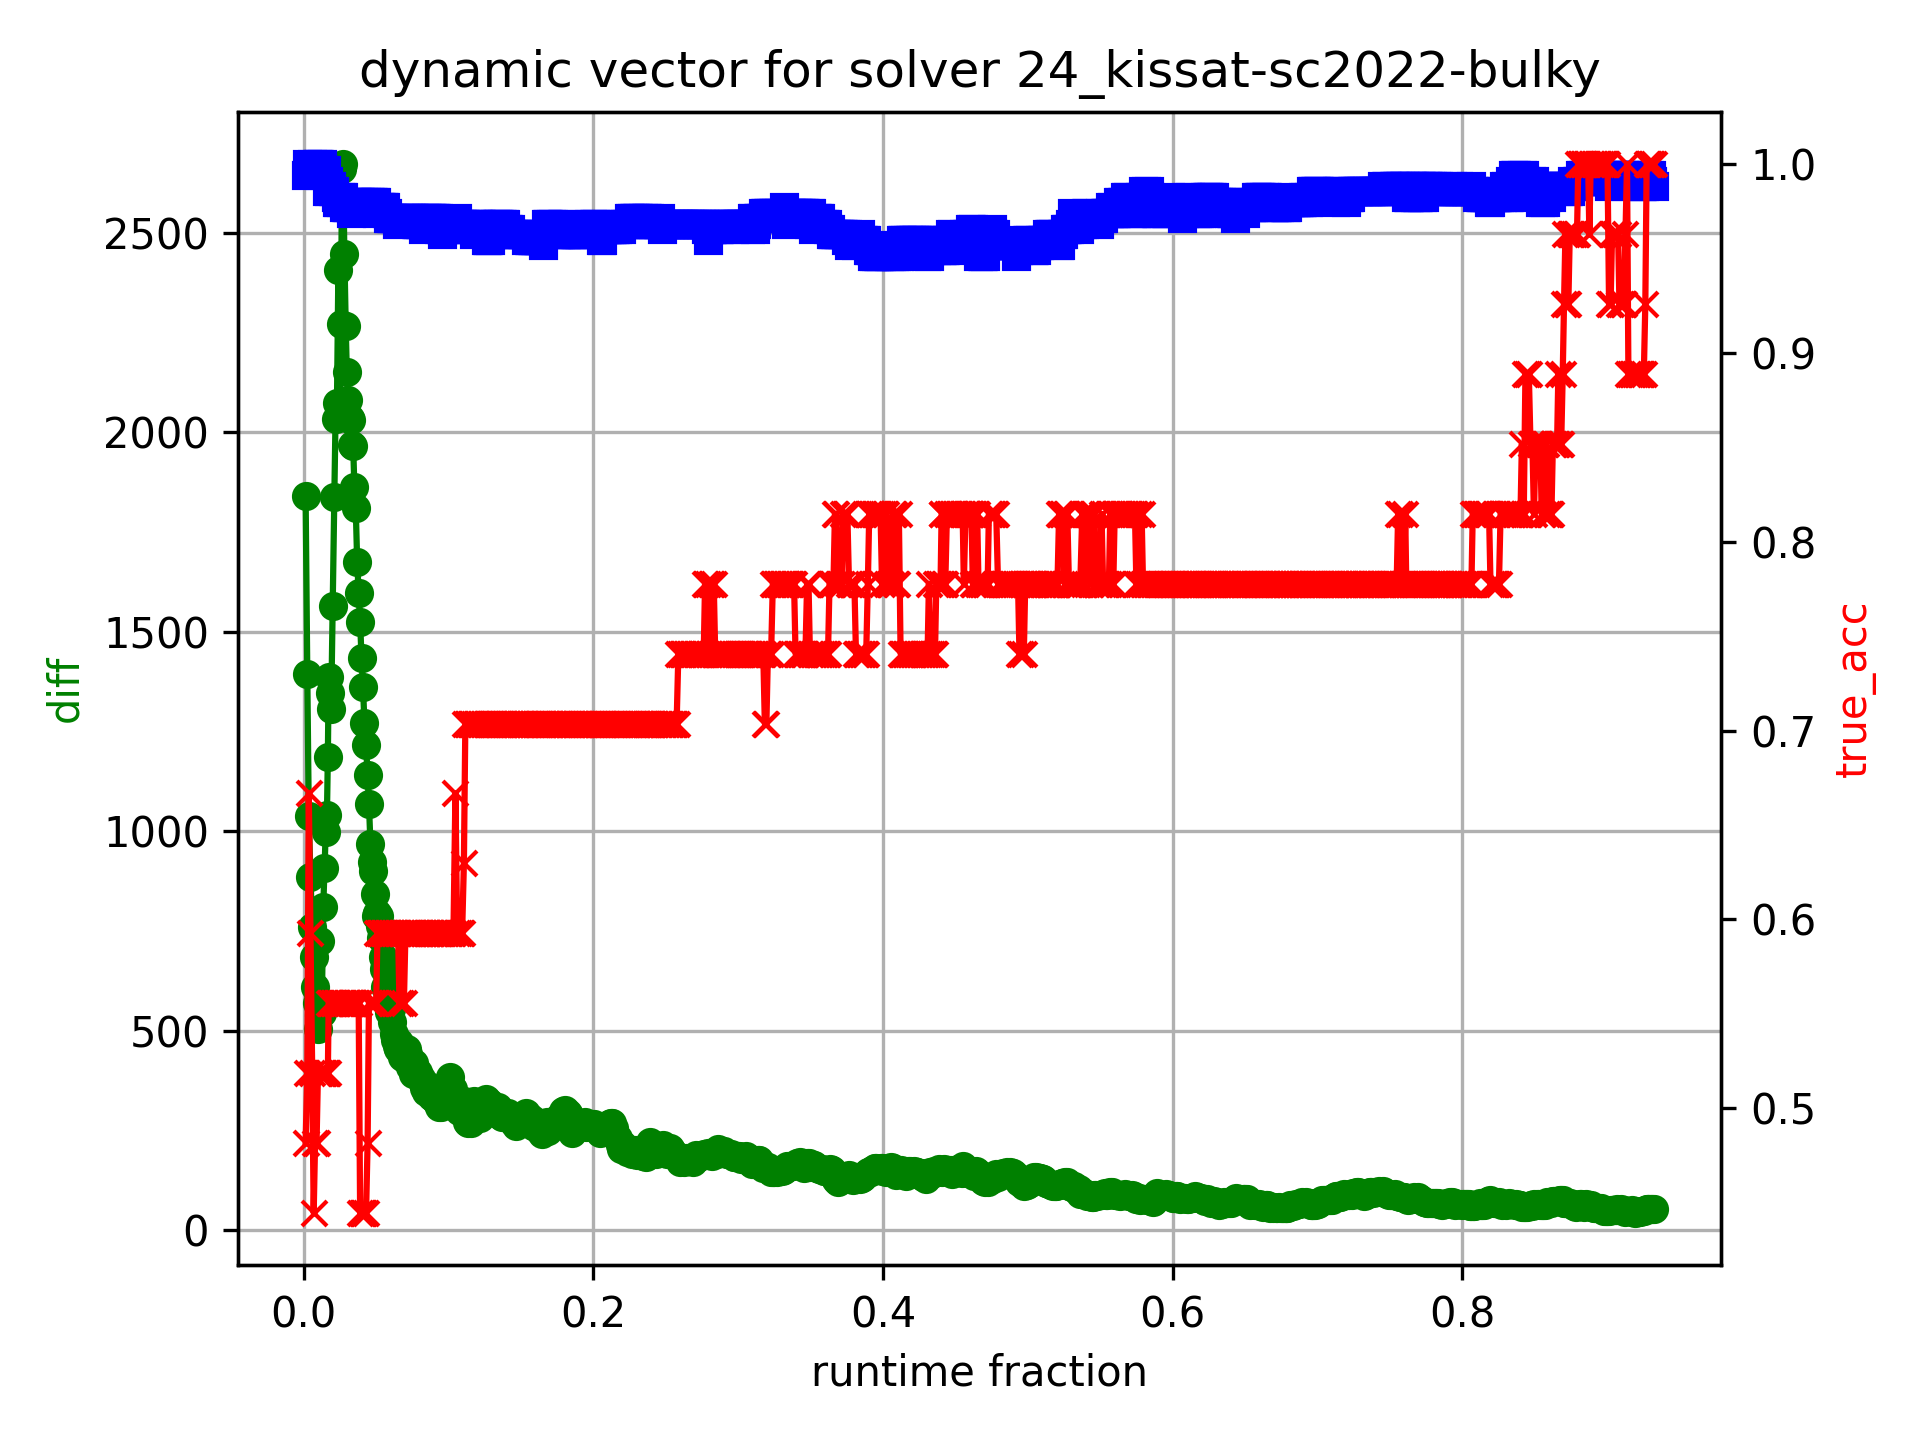 dynamic vector for solver 24_kissat-sc2022-bulky
2500
2000
1500
1000
500
0
diff
1.0
0.9
0.8
0.7
0.6
0.5
true_acc
0.0 0.2 0.4 0.6 0.8
runtime fraction